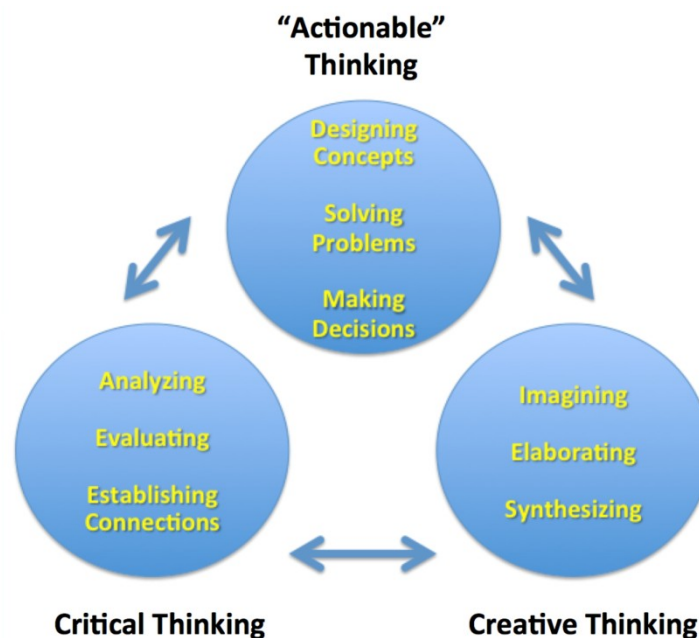 “Actionable”
Thinking
Designing
Concepts
Solving
Problems
Making
Decisions
Analyzing
Evaluating
Establishing
Connections
Imagining
Elaborating
Synthesizing
Critical Thinking
Creative Thinking